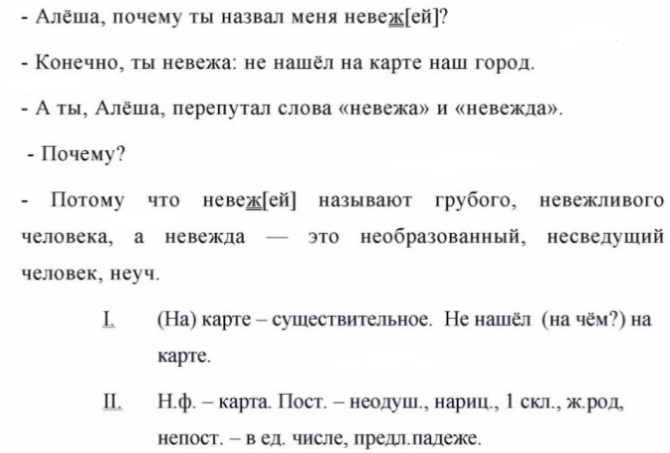 - Алёша, почему ты назвал меня невеж[ей]?
- Конечно, ты невежа: не нашёл на карте наш город.
- А ты, Алёша, перепутал слова «невежа» и «невежда».
- Почему?
- Потому что невеж[ей] называют грубого, невежливого
человека, а невежда — это необразованный, несведущий
человек, неуч.
I. (На) карте – существительное. Не нашёл (на чём?) на
карте.
II. Н.ф. – карта. Пост. – неодуш., нариц., 1 скл., ж.род,
непост. – в ед. числе, предл.падеже.